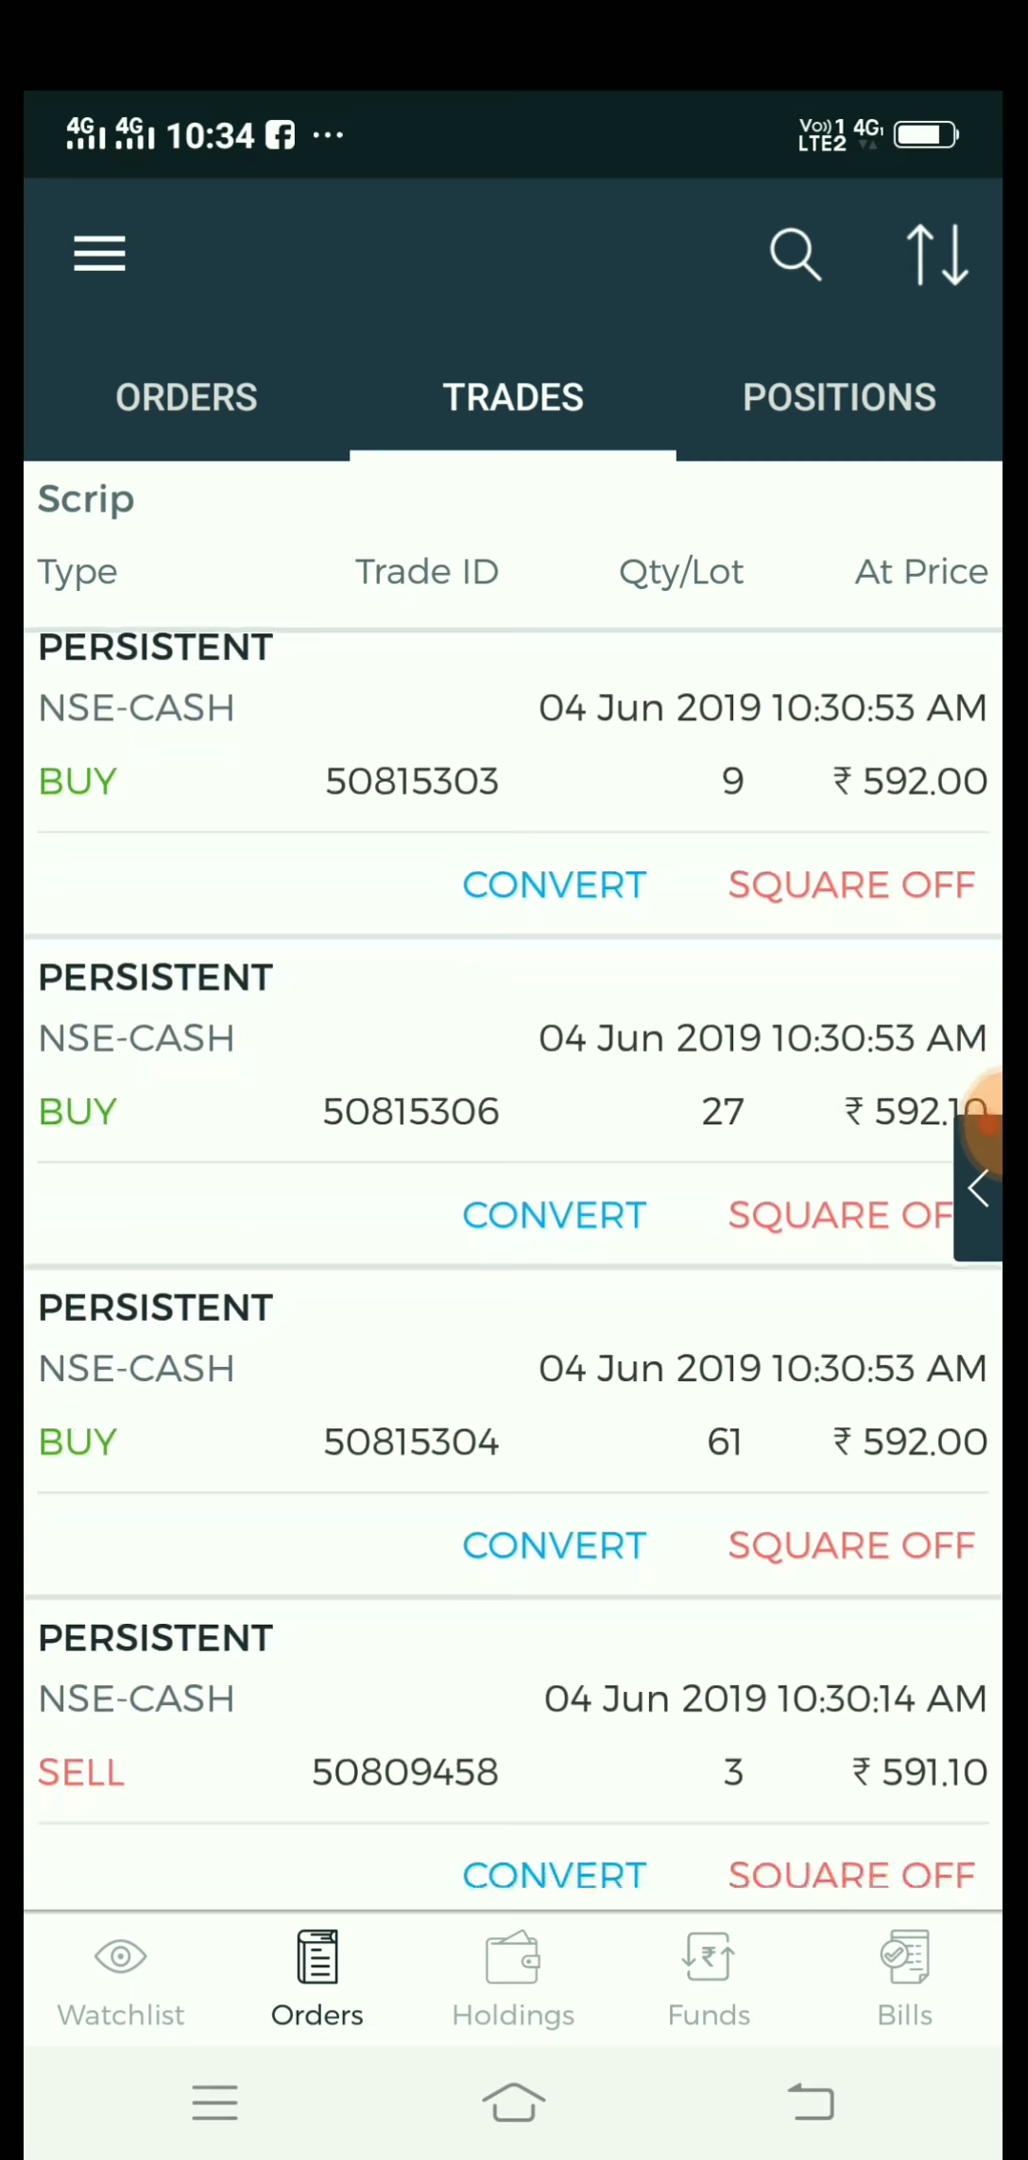 4G 4G 10:34 ...
Vo)) 1 4G
LTE2
ORDERS TRADES POSITIONS
Scrip
Type Trade ID Qty/Lot At Price
PERSISTENT
NSE-CASH 04 Jun 2019 10:30:53 AM
BUY 50815303 9 ₹ 592.00
CONVERT SQUARE OFF
PERSISTENT
NSE-CASH 04 Jun 2019 10:30:53 AM
BUY 50815306 27 ₹ 592.10
CONVERT SQUARE OF
PERSISTENT
NSE-CASH 04 Jun 2019 10:30:53 AM
BUY 50815304 61 ₹ 592.00
CONVERT SQUARE OFF
PERSISTENT
NSE-CASH 04 Jun 2019 10:30:14 AM
SELL 50809458 3 ₹ 591.10
CONVERT SQUARE OFF
Watchlist Orders Holdings Funds Bills